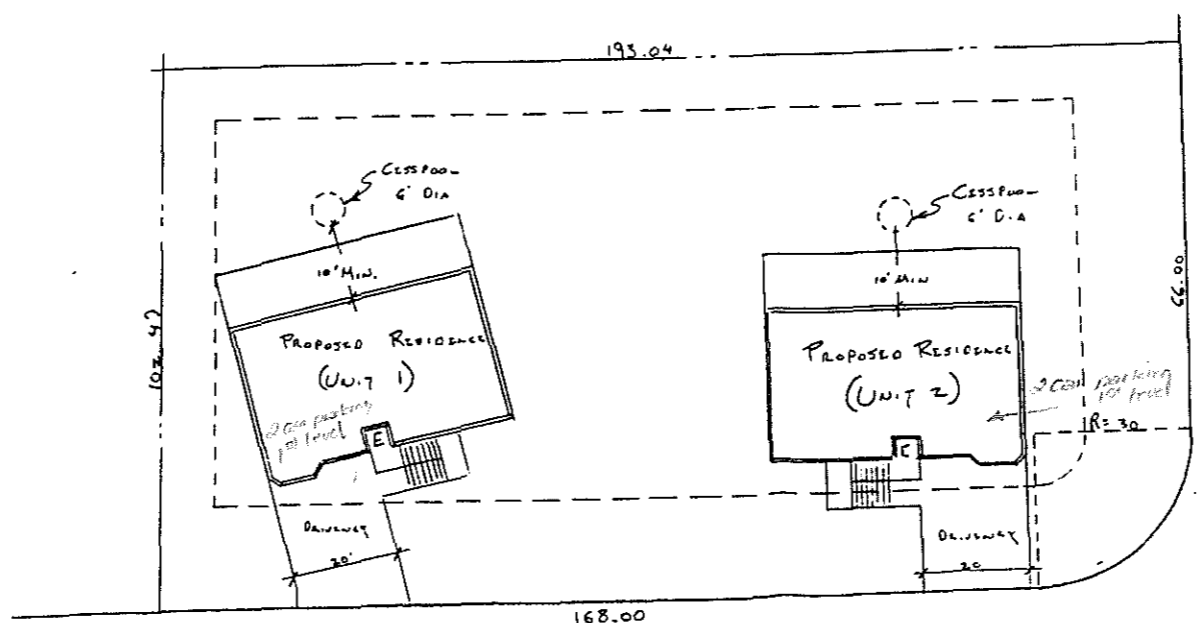 193.04
CESSPOOL
6' DIA
CESSPOOL
6' DIA
10' MIN.
10' MIN
66.00
PROPOSED RESIDENCE
(UNIT 1)
PROPOSED RESIDENCE
(UNIT 2)
2 car parking
1st level
2 car parking
1st level
R=30
E
E
DRIVEWAY
20'
DRIVEWAY
20
168.00